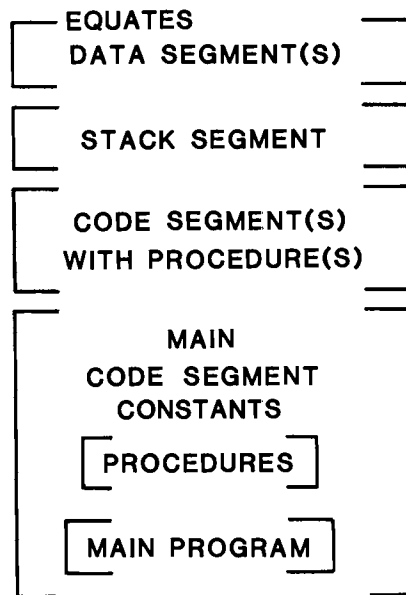 EQUATES
DATA SEGMENT(S)
STACK SEGMENT
CODE SEGMENT(S)
WITH PROCEDURE(S)
MAIN
CODE SEGMENT
CONSTANTS
PROCEDURES
MAIN PROGRAM